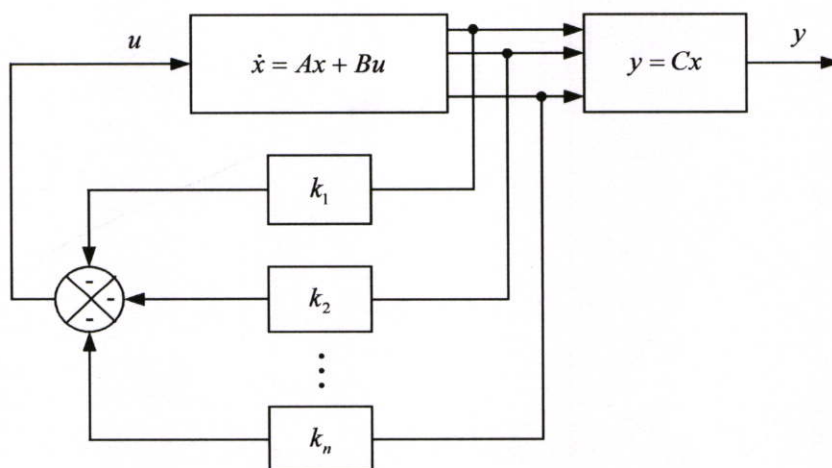 u
ẋ = Ax + Bu
y = Cx
y
k₁
-
- 
-
k₂
⋮
kₙ